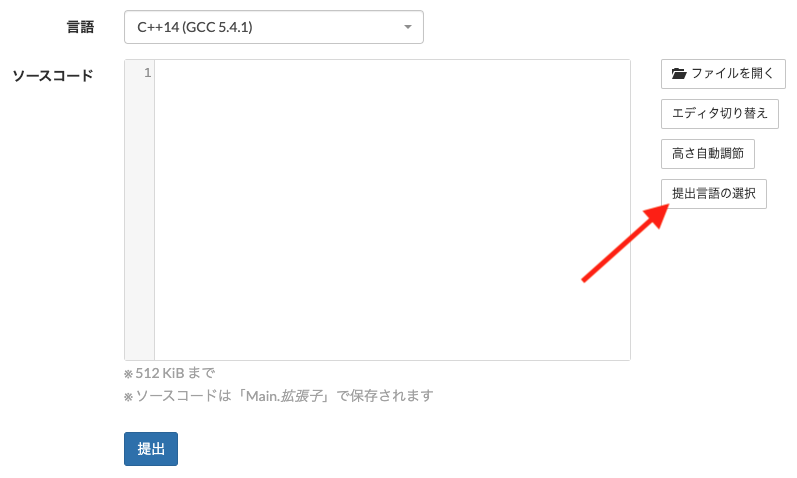 言語
C++14 (GCC 5.4.1)
ソースコード
1
ファイルを開く
エディタ切り替え
高さ自動調節
提出言語の選択
※ 512 KiB まで
※ ソースコードは「Main.拡張子」で保存されます
提出